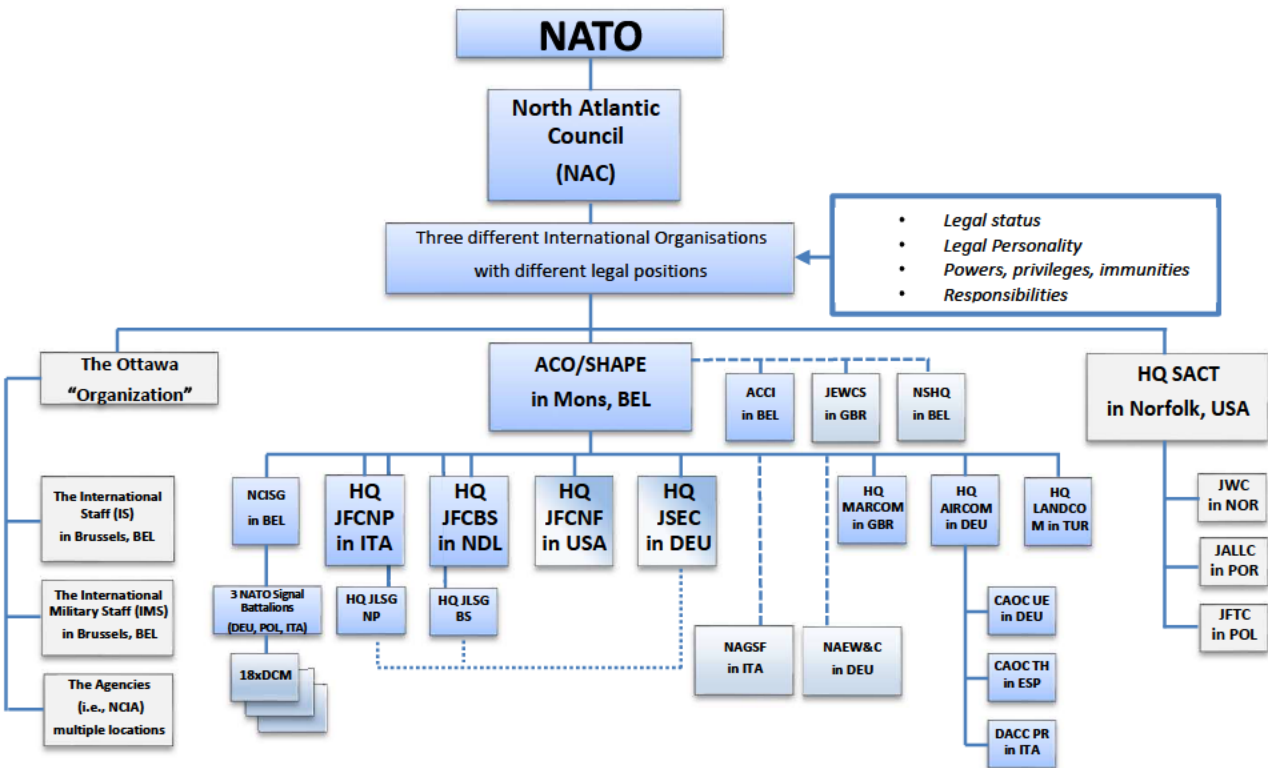 NATO
North Atlantic
Council
(NAC)
Three different International Organisations
with different legal positions
• Legal status
• Legal Personality
• Powers, privileges, immunities
• Responsibilities
The Ottawa
“Organization”
ACO/SHAPE
in Mons, BEL
ACCI
in BEL
JEWCS
in GBR
NSHQ
in BEL
HQ SACT
in Norfolk, USA
The International
Staff (IS)
in Brussels, BEL
The International
Military Staff (IMS)
in Brussels, BEL
The Agencies
(i.e., NCIA)
multiple locations
NCISG
in BEL
3 NATO Signal
Battalions
(DEU, POL, ITA)
18xDCM
HQ
JFCNP
in ITA
HQ JLSG
NP
HQ
JFCBS
in NDL
HQ JLSG
BS
HQ
JFCNF
in USA
HQ
JSEC
in DEU
NAGSF
in ITA
NAEW&C
in DEU
HQ
MARCOM
in GBR
HQ
AIRCOM
in DEU
HQ
LANDCO
M in TUR
CAOC UE
in DEU
CAOC TH
in ESP
DACC PR
in ITA
JWC
in NOR
JALLC
in POR
JFTC
in POL